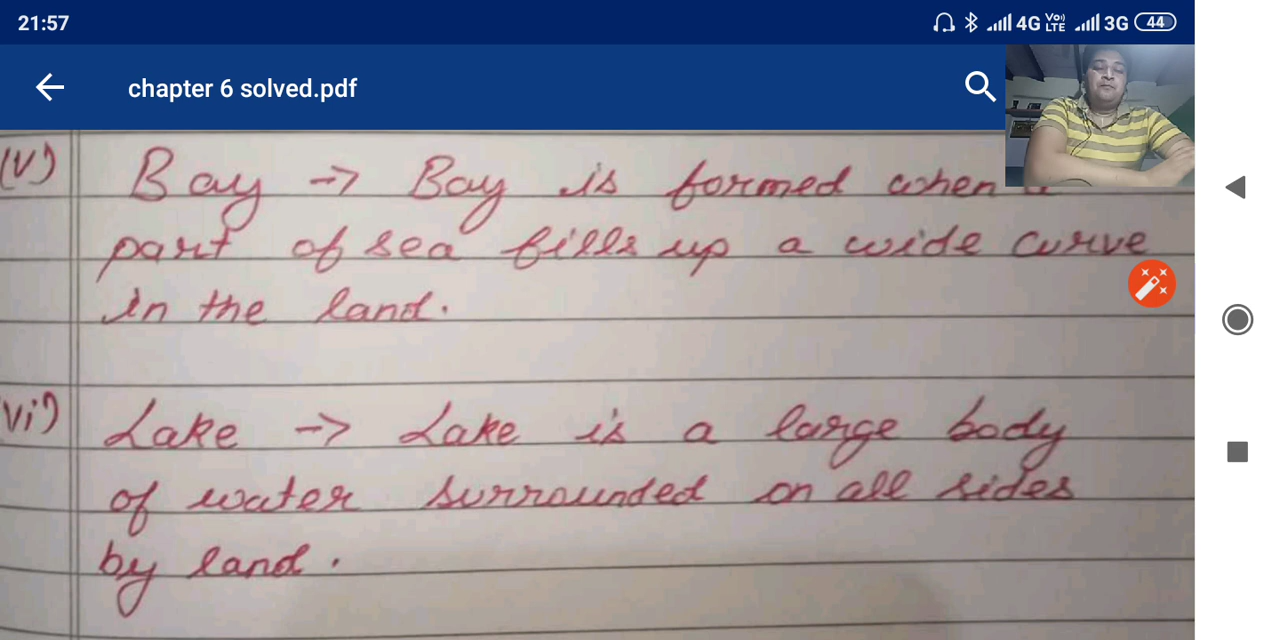 21:57 4G Vo)) LTE 3G 44
chapter 6 solved.pdf
(v) Bay → Bay is formed when a
part of sea fills up a wide curve
in the land.
vi) Lake → Lake is a large body
of water surrounded on all sides
by land.